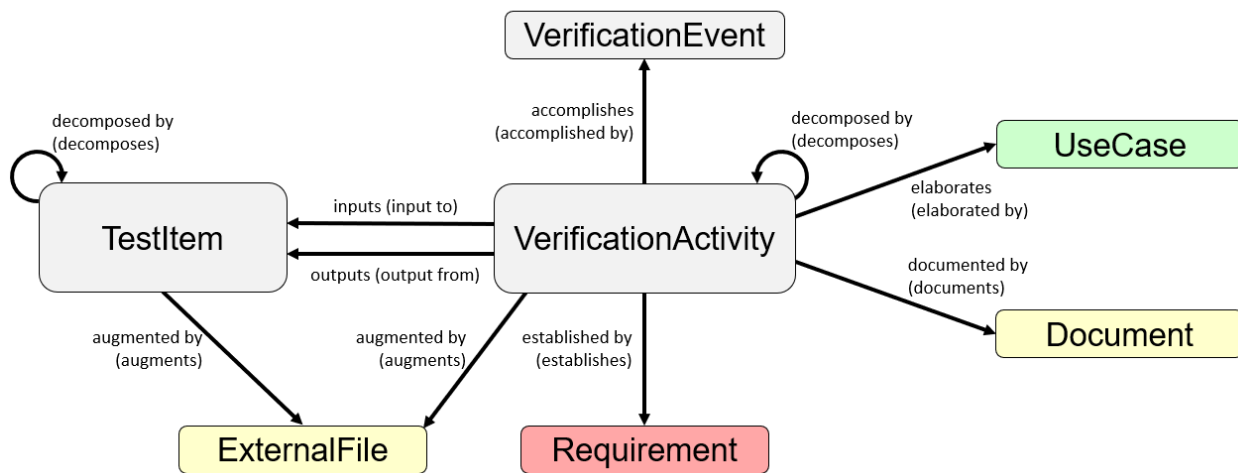 VerificationEvent
decomposed by
(decomposes)
accomplishes
(accomplished by)
decomposed by
(decomposes)
UseCase
elaborates
(elaborated by)
TestItem
inputs (input to)
outputs (output from)
VerificationActivity
documented by
(documents)
Document
augmented by
(augments)
augmented by
(augments)
established by
(establishes)
ExternalFile
Requirement